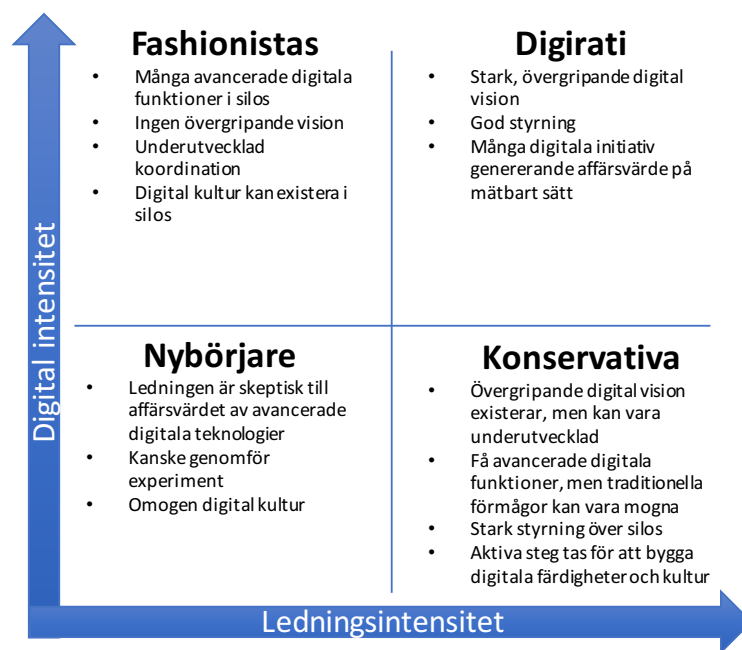 Fashionistas
• Många avancerade digitala
funktioner i silos
• Ingen övergripande vision
• Underutvecklad
koordination
• Digital kultur kan existera i
silos
Digirati
• Stark, övergripande digital
vision
• God styrning
• Många digitala initiativ
genererande affärsvärde på
mätbart sätt
Nybörjare
• Ledningen är skeptisk till
affärsvärdet av avancerade
digitala teknologier
• Kanske genomför
experiment
• Omogen digital kultur
Konservativa
• Övergripande digital vision
existerar, men kan vara
underutvecklad
• Få avancerade digitala
funktioner, men traditionella
förmågor kan vara mogna
• Stark styrning över silos
• Aktiva steg tas för att bygga
digitala färdigheter och kultur
Digital intensitet
Ledningsintensitet